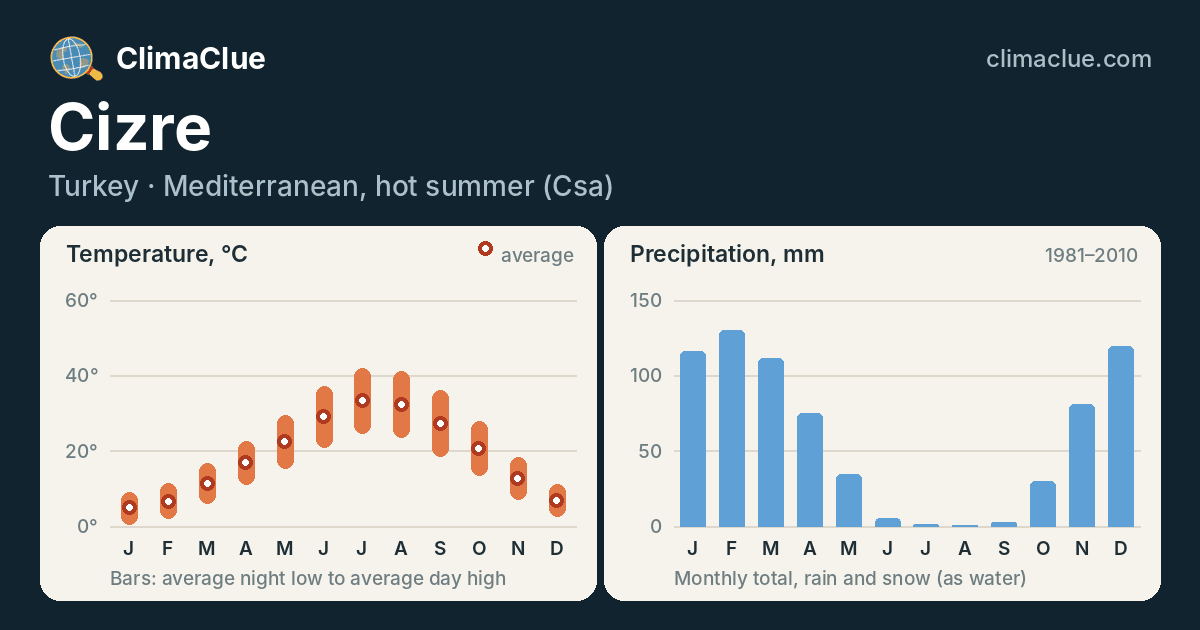 ClimaClue
climaclue.com
Cizre
Turkey · Mediterranean, hot summer (Csa)
Temperature, °C
average
60°
40°
20°
0°
J F M A M J J A S O N D
Bars: average night low to average day high
Precipitation, mm
1981–2010
150
100
50
0
J F M A M J J A S O N D
Monthly total, rain and snow (as water)